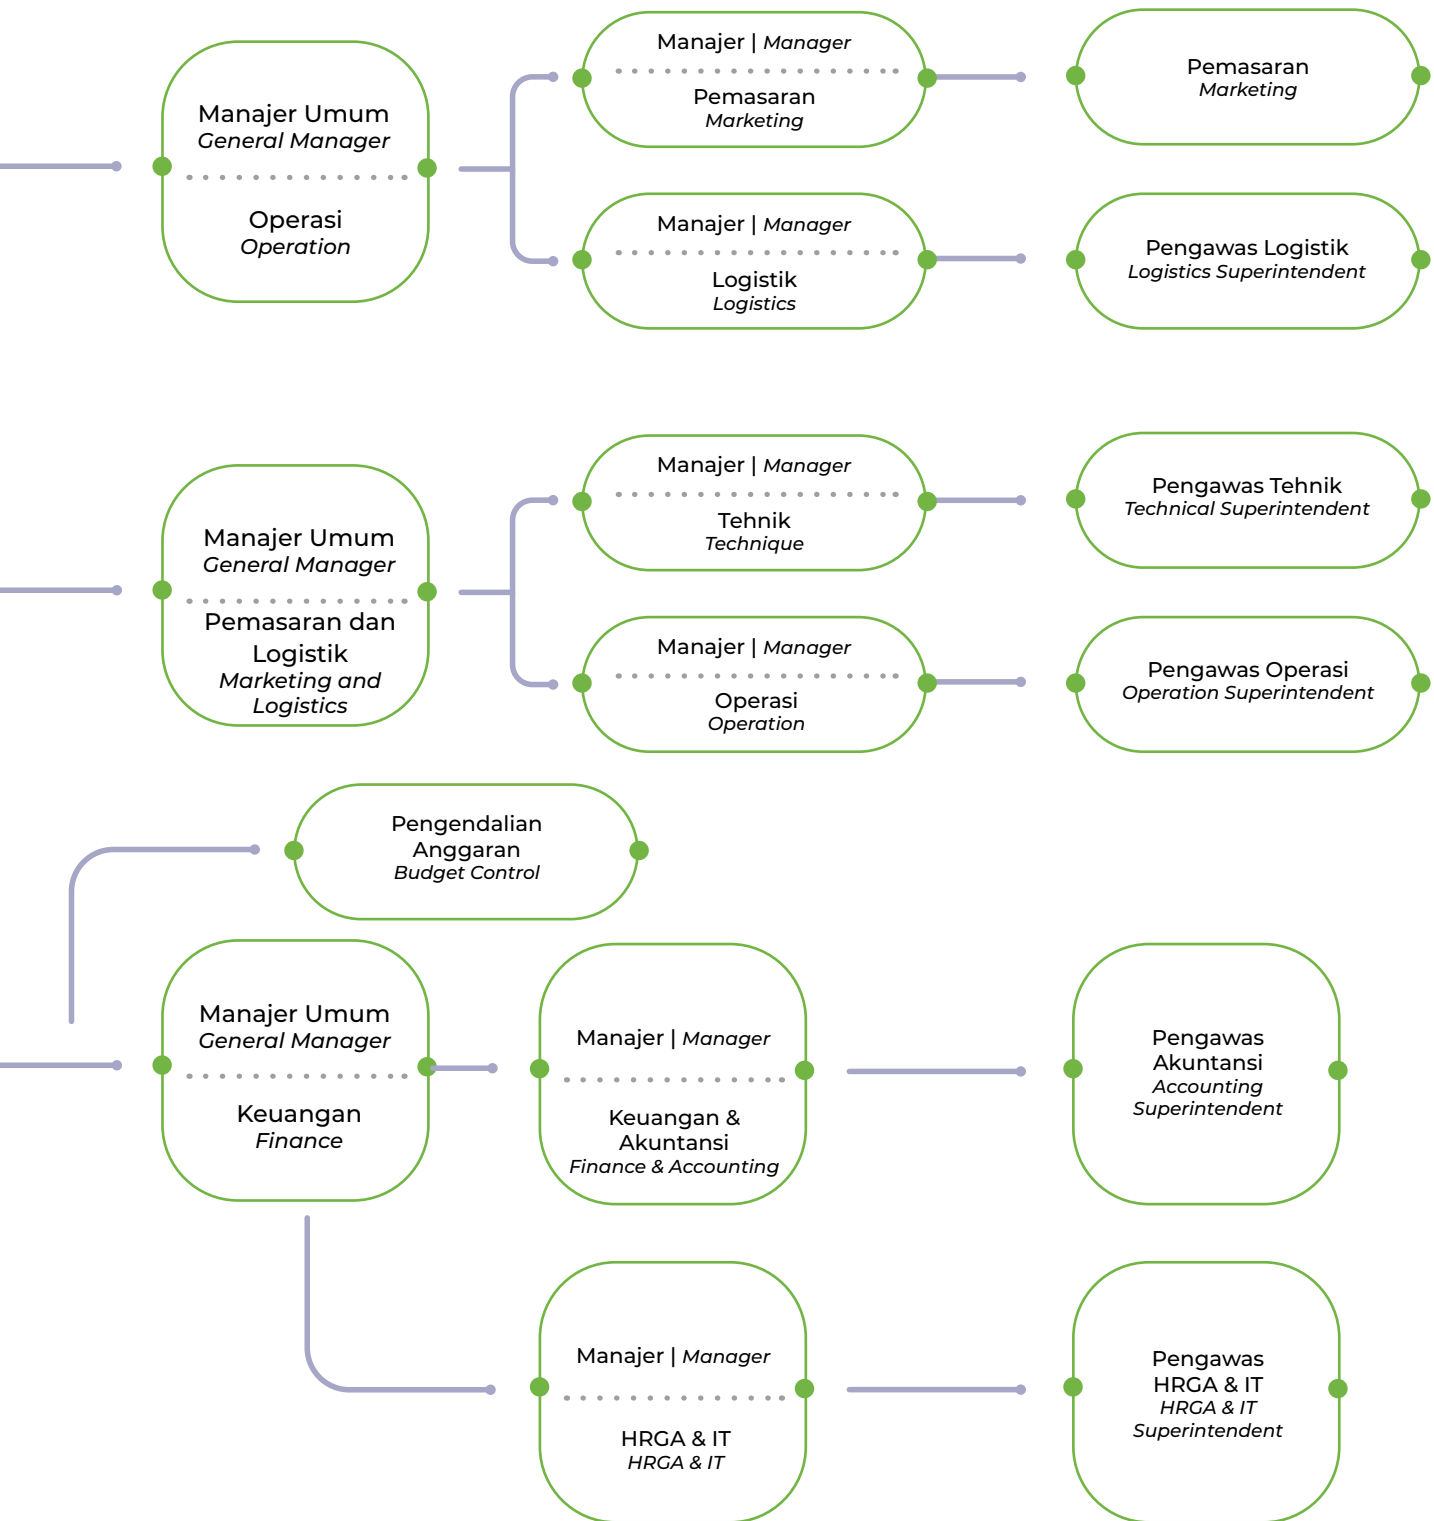 Manajer Umum
General Manager
Operasi
Operation
Manajer | Manager
Pemasaran
Marketing
Pemasaran
Marketing
Manajer | Manager
Logistik
Logistics
Pengawas Logistik
Logistics Superintendent
Manajer Umum
General Manager
Pemasaran dan
Logistik
Marketing and
Logistics
Manajer | Manager
Tehnik
Technique
Pengawas Tehnik
Technical Superintendent
Manajer | Manager
Operasi
Operation
Pengawas Operasi
Operation Superintendent
Pengendalian
Anggaran
Budget Control
Manajer Umum
General Manager
Keuangan
Finance
Manajer | Manager
Keuangan &
Akuntansi
Finance & Accounting
Pengawas
Akuntansi
Accounting
Superintendent
Manajer | Manager
HRGA & IT
HRGA & IT
Pengawas
HRGA & IT
HRGA & IT
Superintendent